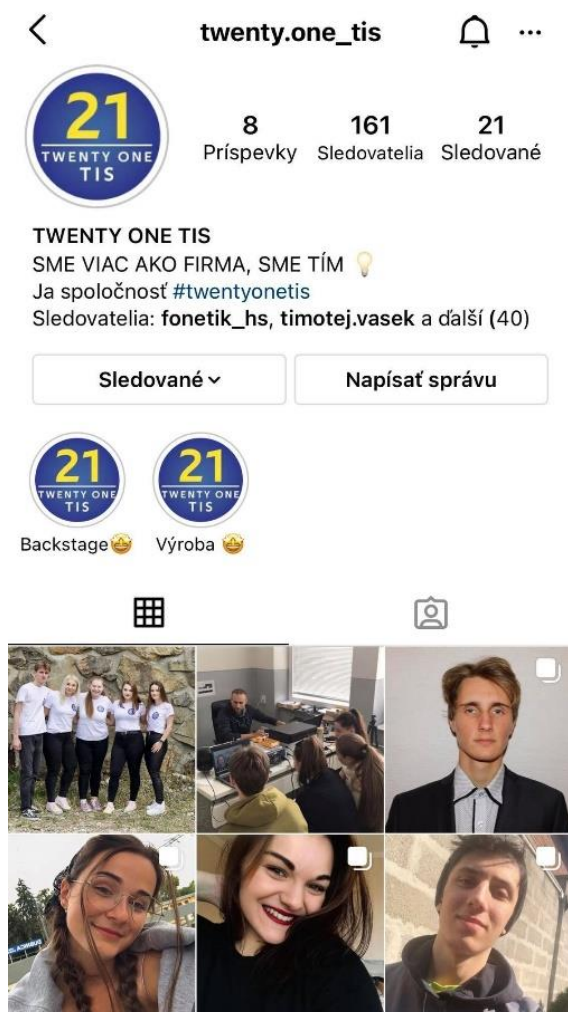 twenty.one_tis
21
TWENTY ONE
TIS
8 161 21
Príspevky Sledovatelia Sledované
TWENTY ONE TIS
SME VIAC AKO FIRMA, SME TÍM 💡
Ja spoločnosť #twentyonetis
Sledovatelia: fonetik_hs, timotej.vasek a ďalší (40)
Sledované
Napísať správu
21
TWENTY ONE
TIS
21
TWENTY ONE
TIS
Backstage🤩 Výroba 🤩